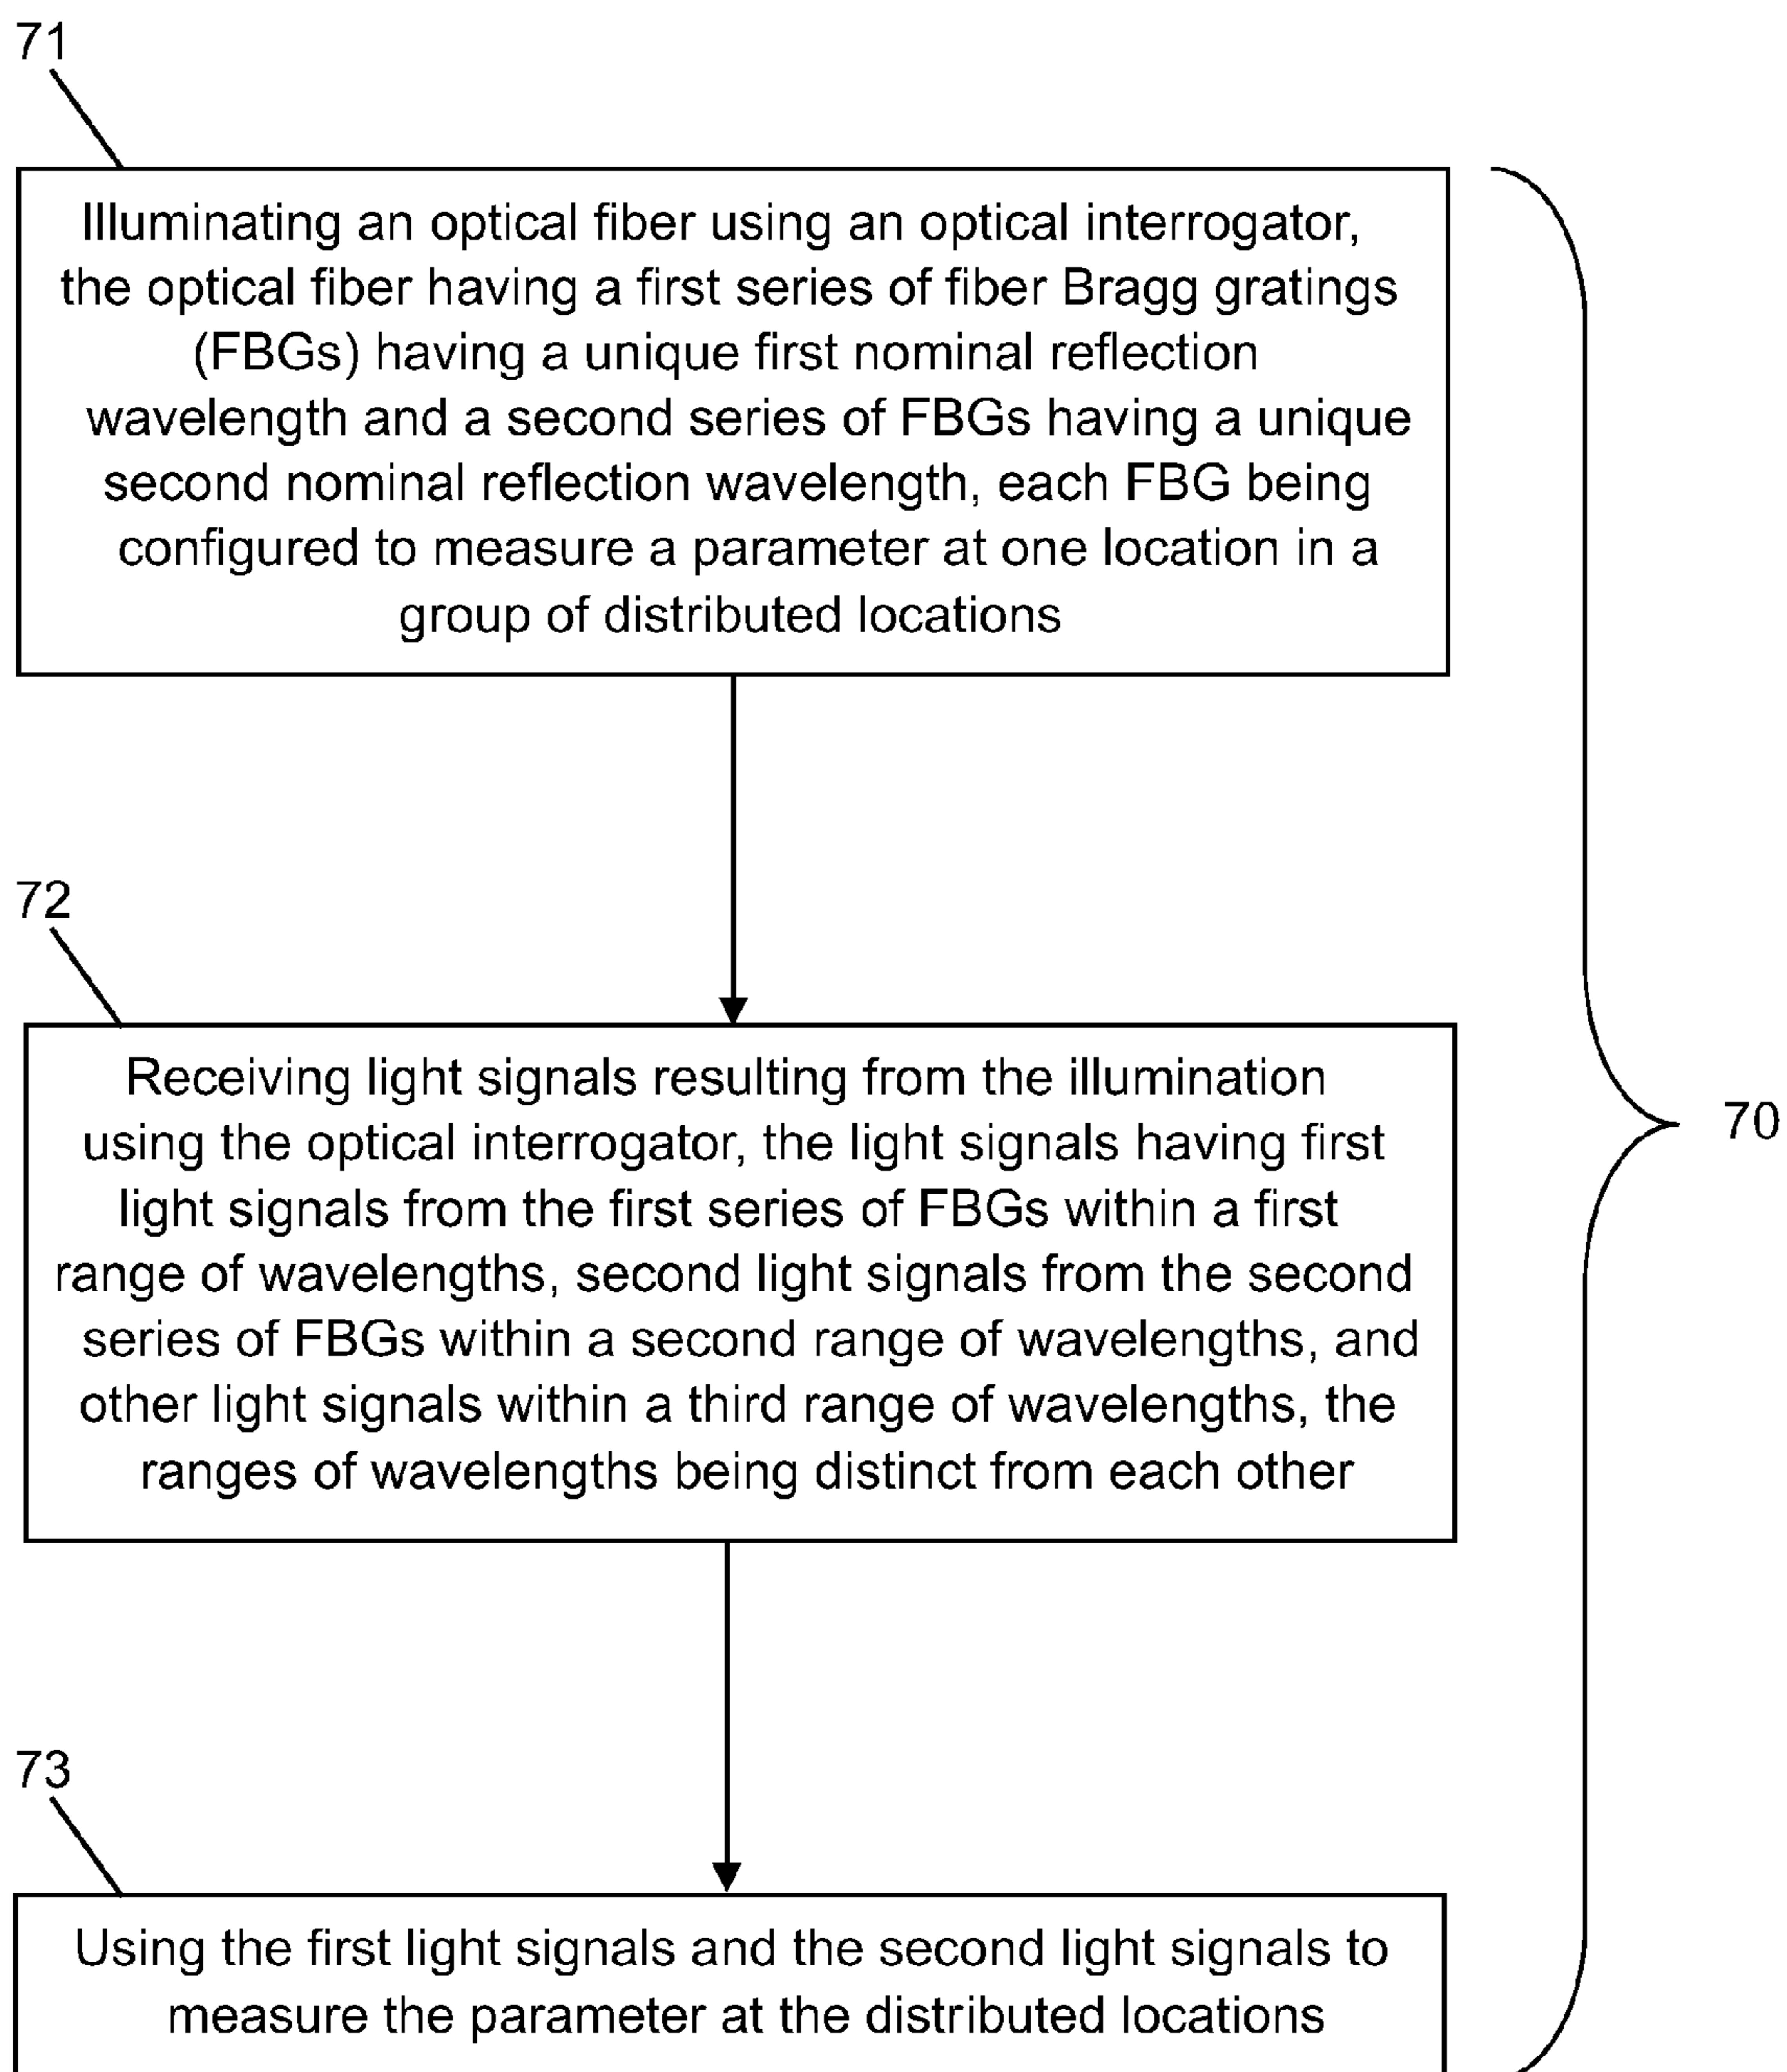 71
Illuminating an optical fiber using an optical interrogator,
the optical fiber having a first series of fiber Bragg gratings
(FBGs) having a unique first nominal reflection
wavelength and a second series of FBGs having a unique
second nominal reflection wavelength, each FBG being
configured to measure a parameter at one location in a
group of distributed locations
72
Receiving light signals resulting from the illumination
using the optical interrogator, the light signals having first
light signals from the first series of FBGs within a first
range of wavelengths, second light signals from the second
series of FBGs within a second range of wavelengths, and
other light signals within a third range of wavelengths, the
ranges of wavelengths being distinct from each other
70
73
Using the first light signals and the second light signals to
measure the parameter at the distributed locations